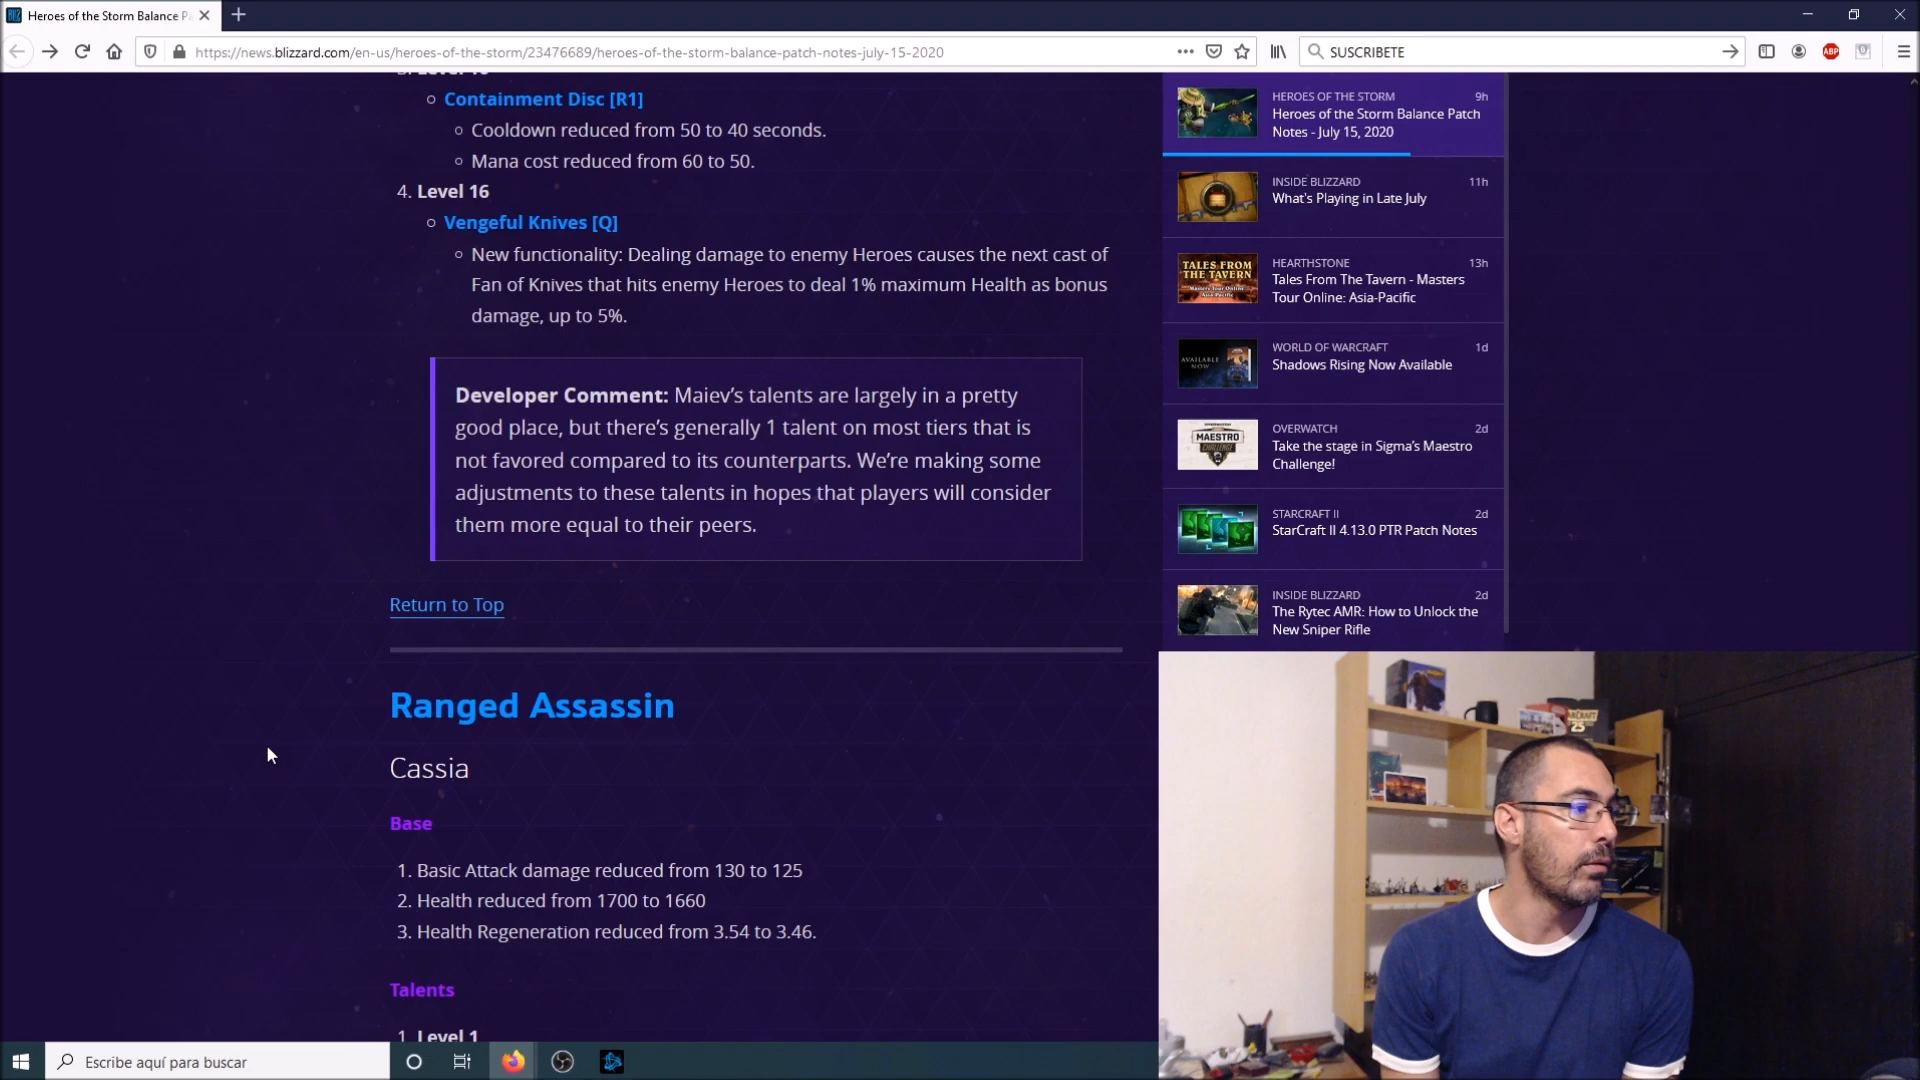 Heroes of the Storm Balance Pa
https://news.blizzard.com/en-us/heroes-of-the-storm/23476689/heroes-of-the-storm-balance-patch-notes-july-15-2020
SUSCRIBETE
ABP
Containment Disc [R1]
Cooldown reduced from 50 to 40 seconds.
Mana cost reduced from 60 to 50.
4. Level 16
Vengeful Knives [Q]
New functionality: Dealing damage to enemy Heroes causes the next cast of
Fan of Knives that hits enemy Heroes to deal 1% maximum Health as bonus
damage, up to 5%.
Developer Comment: Maiev’s talents are largely in a pretty
good place, but there’s generally 1 talent on most tiers that is
not favored compared to its counterparts. We’re making some
adjustments to these talents in hopes that players will consider
them more equal to their peers.
Return to Top
Ranged Assassin
Cassia
Base
1. Basic Attack damage reduced from 130 to 125
2. Health reduced from 1700 to 1660
3. Health Regeneration reduced from 3.54 to 3.46.
Talents
1. Level 1
HEROES OF THE STORM 9h
Heroes of the Storm Balance Patch
Notes - July 15, 2020
INSIDE BLIZZARD 11h
What's Playing in Late July
TALES FROM
THE TAVERN
HEARTHSTONE 13h
Tales From The Tavern - Masters
Tour Online: Asia-Pacific
AVAILABLE
NOW
WORLD OF WARCRAFT 1d
Shadows Rising Now Available
MAESTRO
OVERWATCH 2d
Take the stage in Sigma’s Maestro
Challenge!
STARCRAFT II 2d
StarCraft II 4.13.0 PTR Patch Notes
INSIDE BLIZZARD 2d
The Rytec AMR: How to Unlock the
New Sniper Rifle
Escribe aquí para buscar